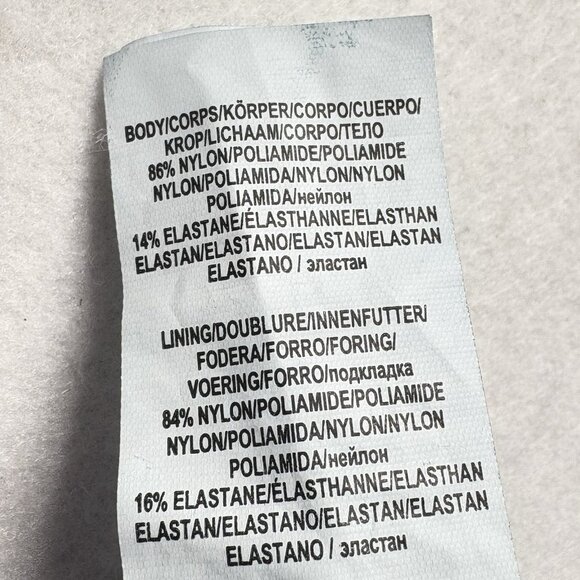 BODY/CORPS/KÖRPER/CORPO/CUERPO/
KROP/LICHAAM/CORPO/ТЕЛО
86% NYLON/POLIAMIDE/POLIAMIDE
NYLON/POLIAMIDA/NYLON/NYLON
POLIAMIDA/нейлон
14% ELASTANE/ÉLASTHANNE/ELASTHAN
ELASTAN/ELASTANO/ELASTAN/ELASTAN
ELASTANO / эластан
LINING/DOUBLURE/INNENFUTTER/
FODERA/FORRO/FORING/
VOERING/FORRO/подкладка
84% NYLON/POLIAMIDE/POLIAMIDE
NYLON/POLIAMIDA/NYLON/NYLON
POLIAMIDA/нейлон
16% ELASTANE/ÉLASTHANNE/ELASTHAN
ELASTAN/ELASTANO/ELASTAN/ELASTAN
ELASTANO / эластан